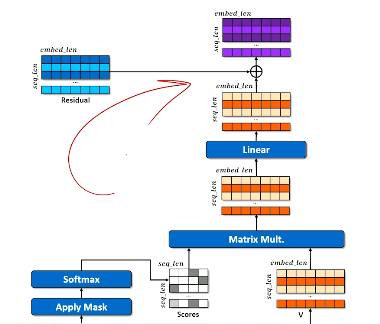 embed_len
embed_len
seq_len
seq_len
...
...
Residual
embed_len
seq_len
...
Linear
embed_len
seq_len
...
Matrix Mult.
seq_len
embed_len
Softmax
seq_len
seq_len
...
...
Apply Mask
Scores
V